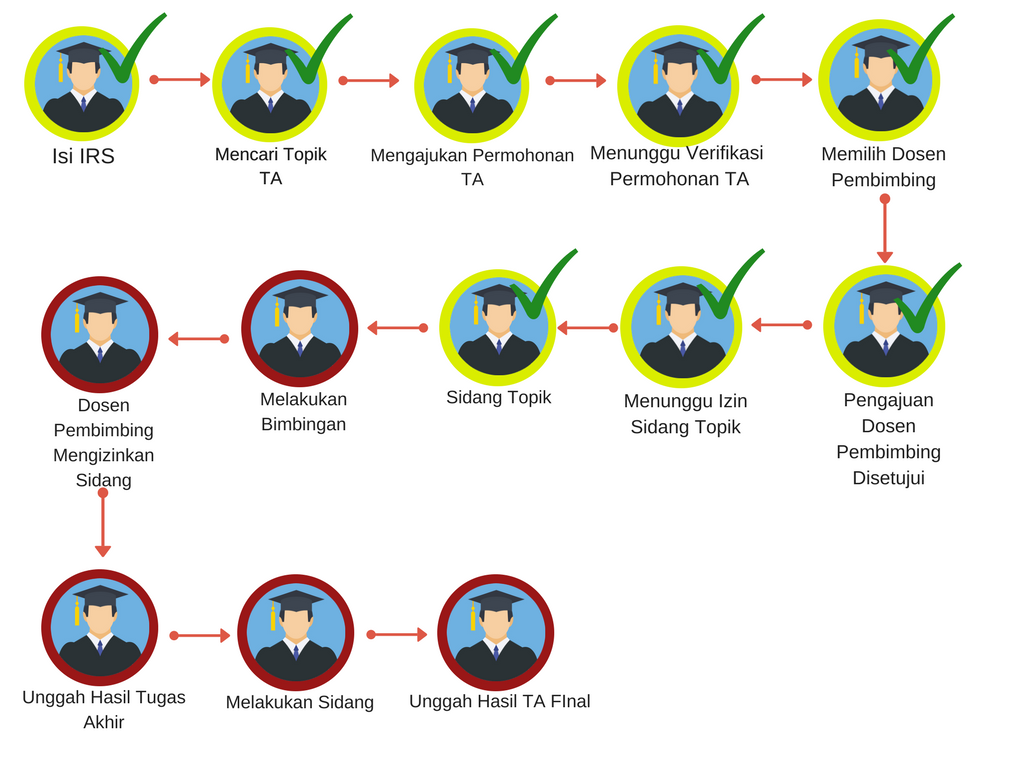 Isi IRS
Mencari Topik
TA
Mengajukan Permohonan
TA
Menunggu Verifikasi
Permohonan TA
Memilih Dosen
Pembimbing
Pengajuan
Dosen
Pembimbing
Disetujui
Menunggu Izin
Sidang Topik
Sidang Topik
Melakukan
Bimbingan
Dosen
Pembimbing
Mengizinkan
Sidang
Unggah Hasil Tugas
Akhir
Melakukan Sidang
Unggah Hasil TA FInal